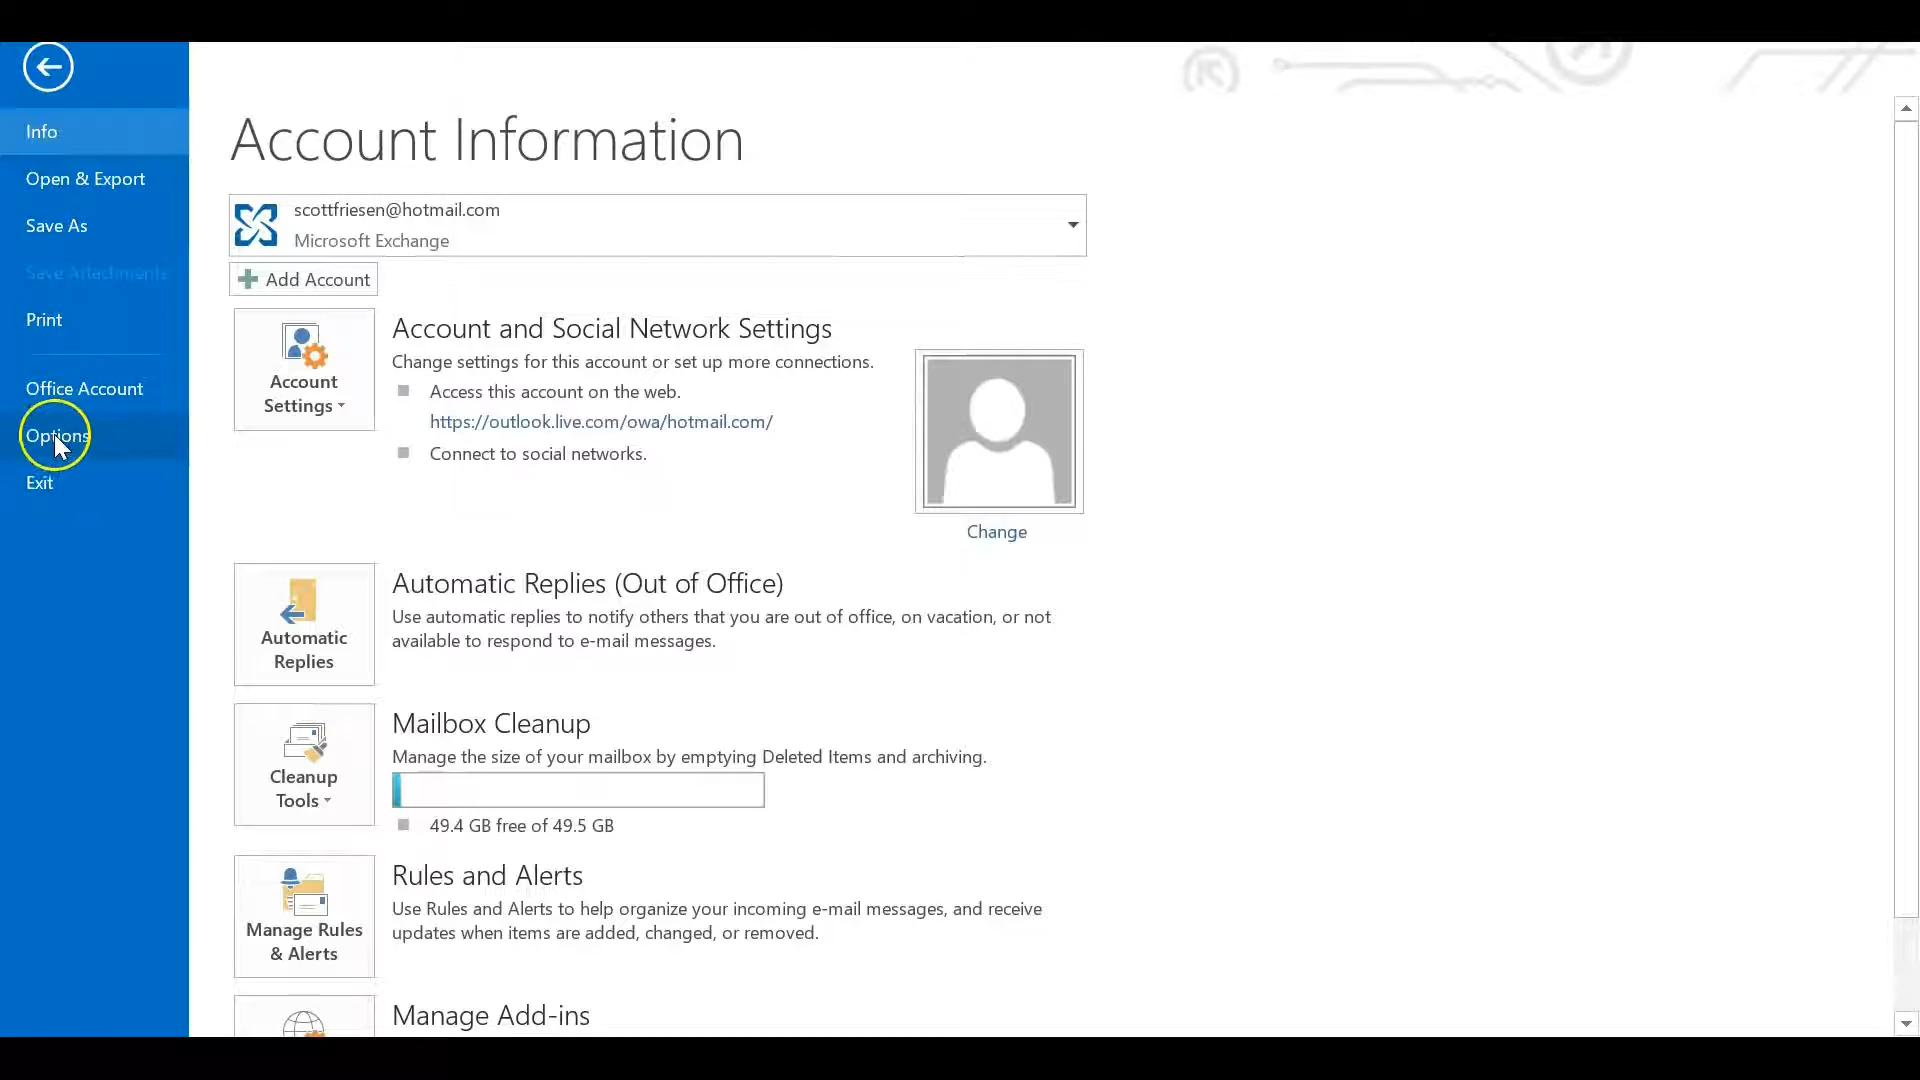 Info
Open & Export
Save As
Save Attachments
Print
Office Account
Options
Exit
Account Information
scottfriesen@hotmail.com
Microsoft Exchange
Add Account
Account
Settings
Account and Social Network Settings
Change settings for this account or set up more connections.
Access this account on the web.
https://outlook.live.com/owa/hotmail.com/
Connect to social networks.
Change
Automatic
Replies
Automatic Replies (Out of Office)
Use automatic replies to notify others that you are out of office, on vacation, or not
available to respond to e-mail messages.
Cleanup
Tools
Mailbox Cleanup
Manage the size of your mailbox by emptying Deleted Items and archiving.
49.4 GB free of 49.5 GB
Manage Rules
& Alerts
Rules and Alerts
Use Rules and Alerts to help organize your incoming e-mail messages, and receive
updates when items are added, changed, or removed.
Manage Add-ins